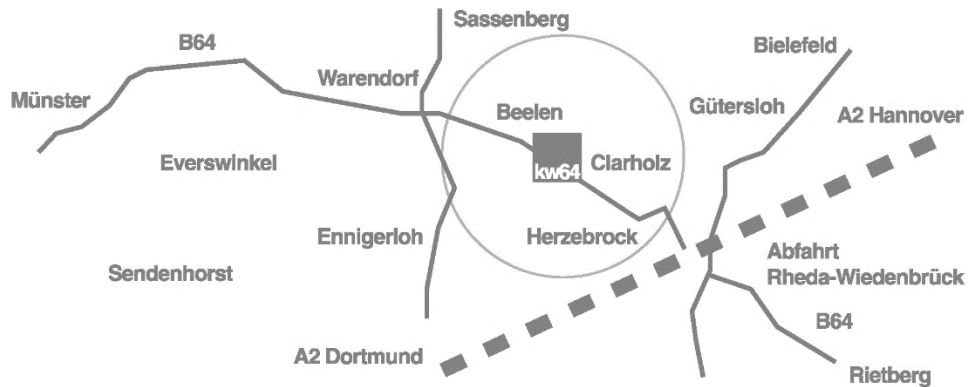 Sassenberg
B64
Bielefeld
Warendorf
Münster
Beelen
Gütersloh
A2 Hannover
Everswinkel
Clarholz
kw64
Ennigerloh
Herzebrock
Abfahrt
Rheda-Wiedenbrück
Sendenhorst
B64
A2 Dortmund
Rietberg